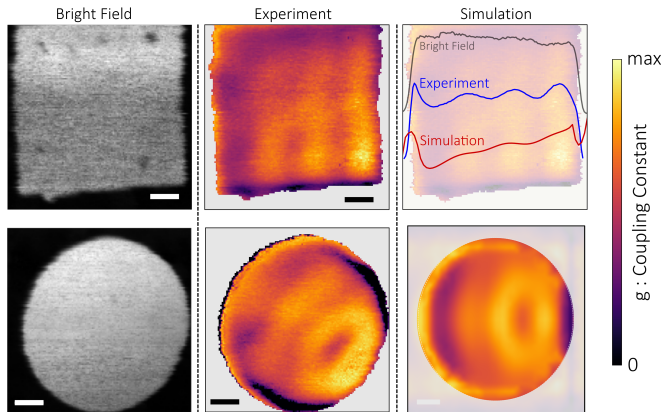 Bright Field
Experiment
Simulation
Bright Field
Experiment
Simulation
max
g : Coupling Constant
0